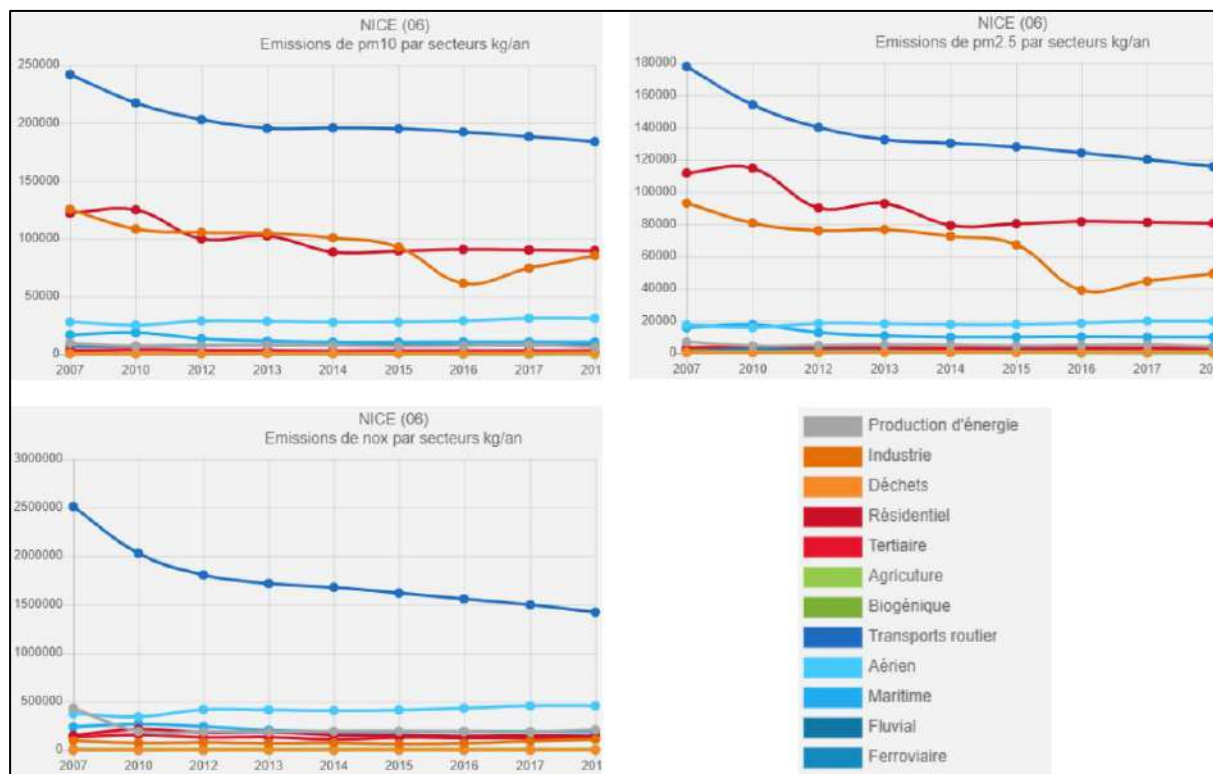 NICE (06)
Emissions de pm10 par secteurs kg/an
250000
200000
150000
100000
50000
0
2007 2010 2012 2013 2014 2015 2016 2017 201
NICE (06)
Emissions de pm2.5 par secteurs kg/an
180000
160000
140000
120000
100000
80000
60000
40000
20000
0
2007 2010 2012 2013 2014 2015 2016 2017 20
NICE (06)
Emissions de nox par secteurs kg/an
3000000
2500000
2000000
1500000
1000000
500000
0
2007 2010 2012 2013 2014 2015 2016 2017 201
Production d'énergie
Industrie
Déchets
Résidentiel
Tertiaire
Agricuture
Biogénique
Transports routier
Aérien
Maritime
Fluvial
Ferroviaire